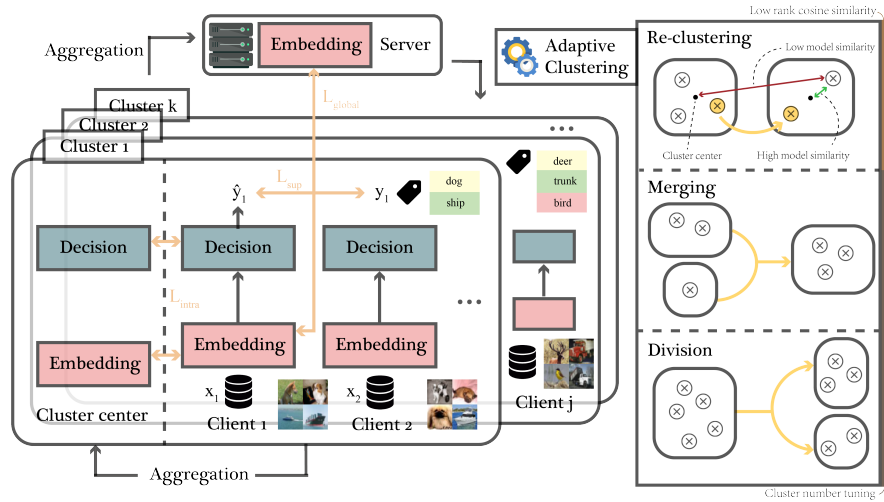 Low rank cosine similarity
Aggregation
Embedding
Server
Adaptive
Clustering
Re-clustering
Low model similarity
Cluster center
High model similarity
Cluster k
Cluster 2
Cluster 1
L_global
L_sup
ŷ_1
y_1
dog
ship
deer
trunk
bird
Decision
Decision
Decision
L_intra
Embedding
Embedding
Embedding
Cluster center
x_1
Client 1
x_2
Client 2
Client j
Aggregation
Merging
Division
Cluster number tuning